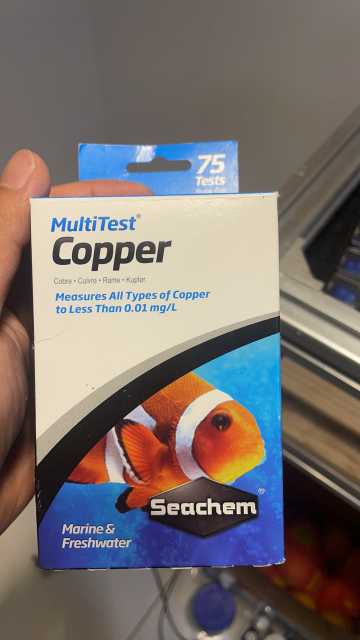 75
Tests
MultiTest®
Copper
Cobre • Cuivre • Rame • Kupfer
Measures All Types of Copper
to Less Than 0.01 mg/L
Seachem®
Marine &
Freshwater